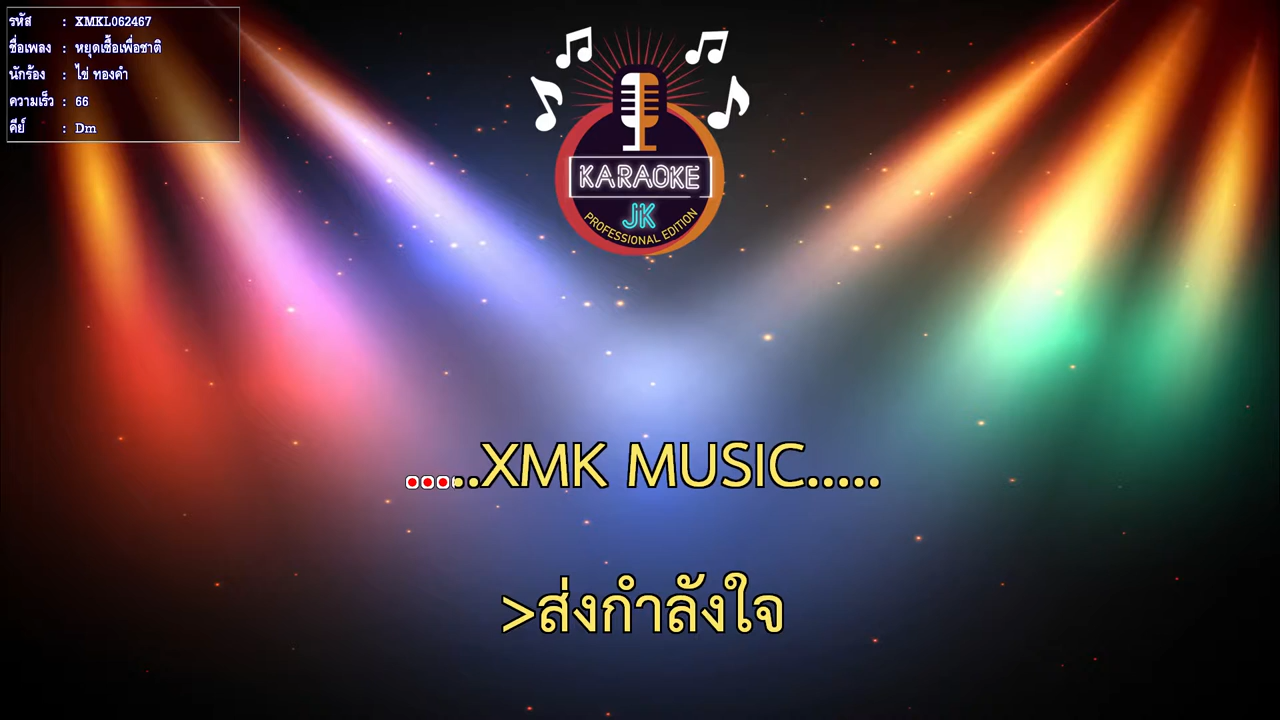 รหัส : XMKL062467
ชื่อเพลง : หยุดเชื้อเพื่อชาติ
นักร้อง : ไข่ ทองคำ
ความเร็ว : 66
คีย์ : Dm
KARAOKE
JK
PROFESSIONAL EDITION
.....XMK MUSIC.....
>ส่งกำลังใจ